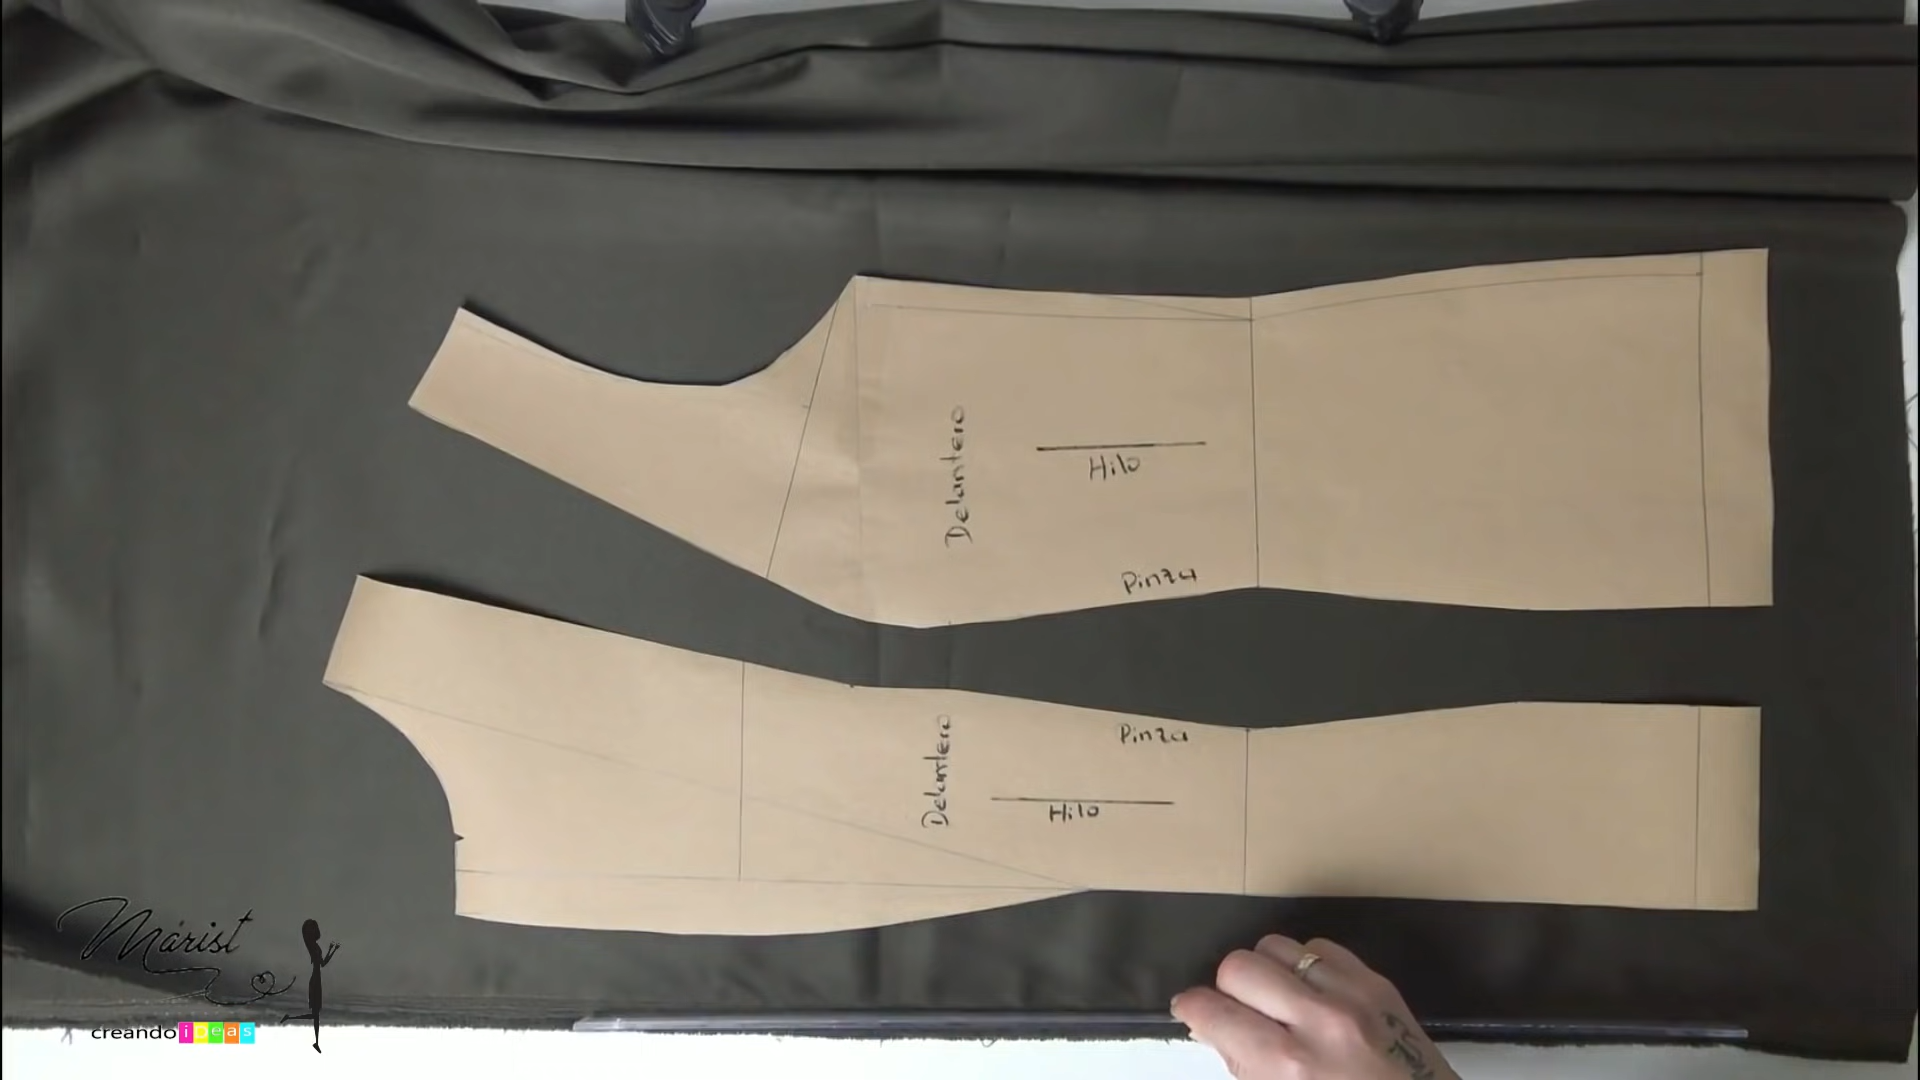 Delantero
Hilo
Pinza
Pinza
Delantero
Hilo
Marist
creandoideas